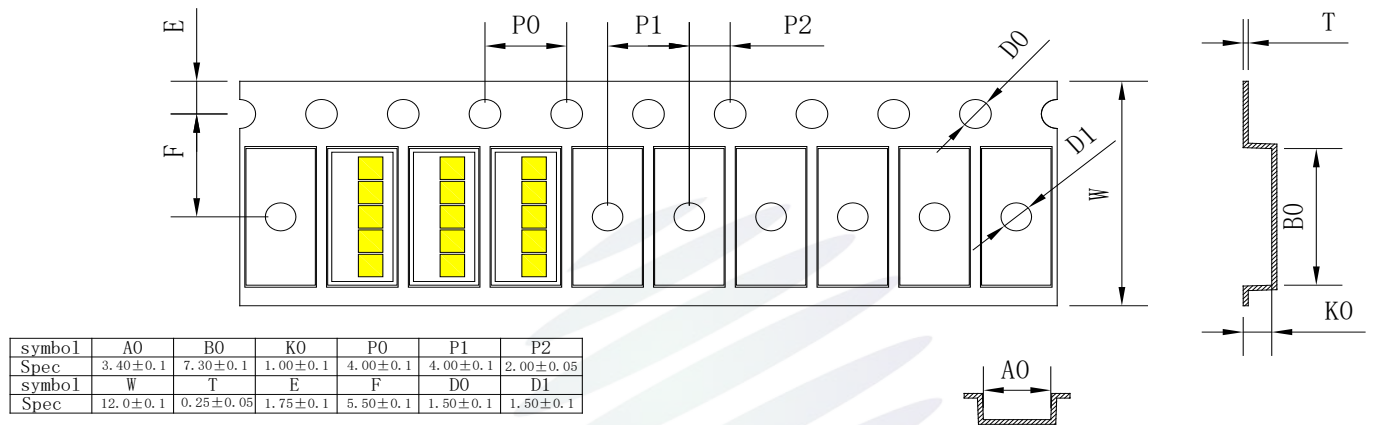 E
P0
P1
P2
D0
T
F
D1
W
B0
K0
A0
symbol A0 B0 K0 P0 P1 P2
Spec 3.40±0.1 7.30±0.1 1.00±0.1 4.00±0.1 4.00±0.1 2.00±0.05
symbol W T E F D0 D1
Spec 12.0±0.1 0.25±0.05 1.75±0.1 5.50±0.1 1.50±0.1 1.50±0.1